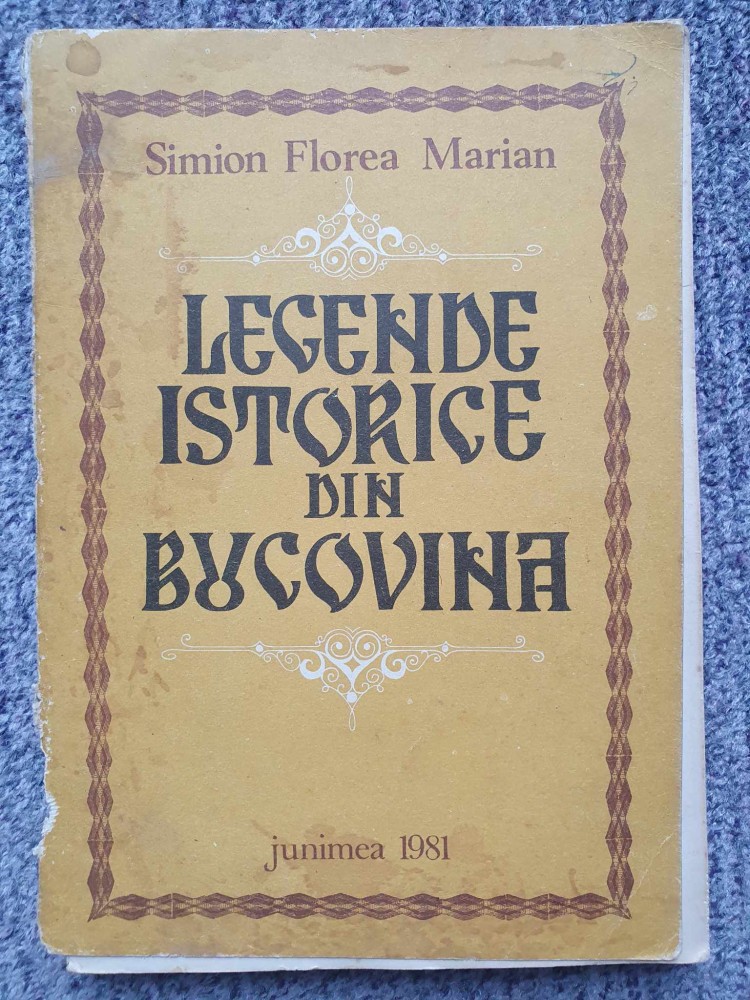 Simion Florea Marian
LEGENDE
ISTORICE
DIN
BUCOVINA
junimea 1981